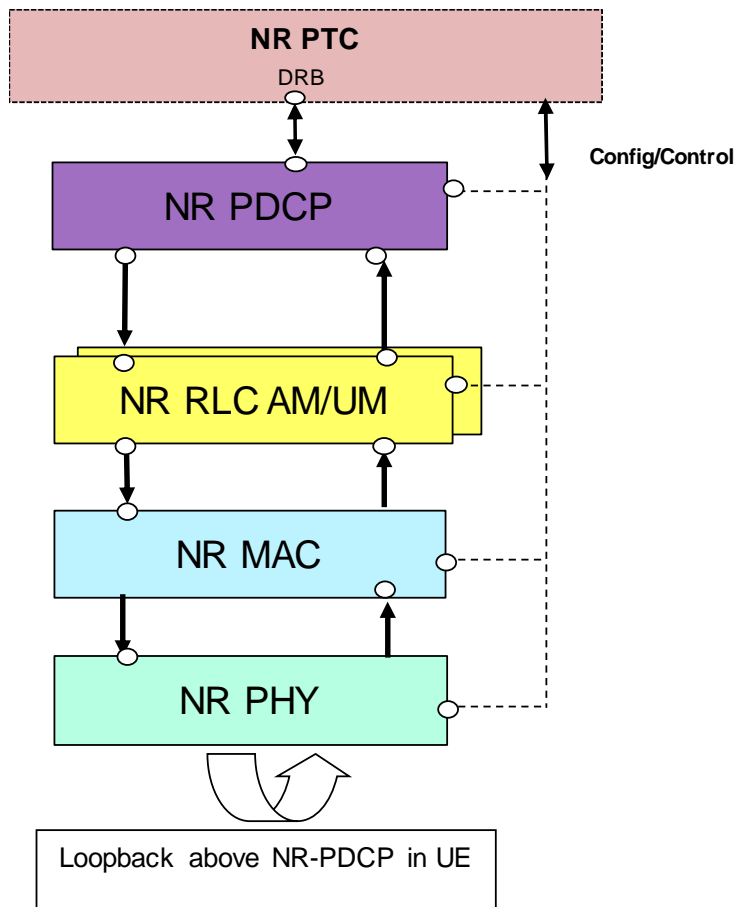 NR PTC
DRB
Config/Control
NR PDCP
NR RLC AM/UM
NR MAC
NR PHY
Loopback above NR-PDCP in UE